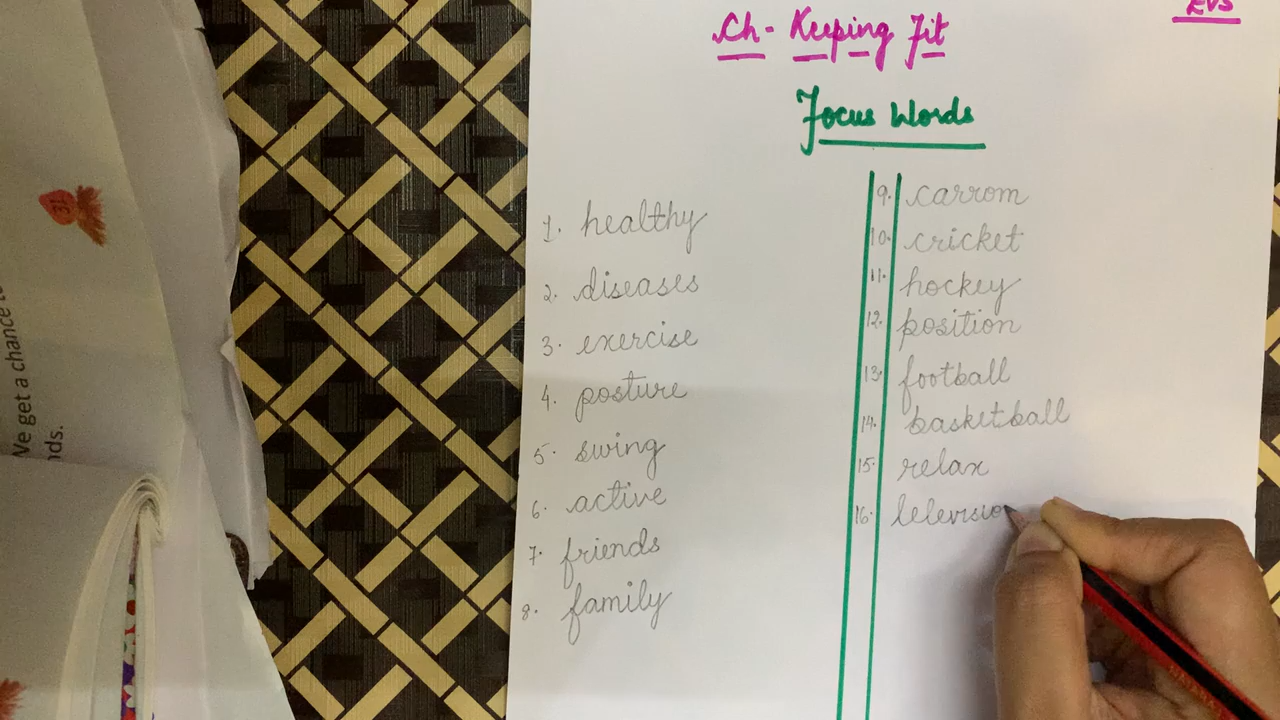 EVS
Ch- Keeping Fit
Focus Words
1. healthy
2. diseases
3. exercise
4. posture
5. swing
6. active
7. friends
8. family
9. carrom
10. cricket
11. hockey
12. position
13. football
14. basketball
15. relax
16. televisio
31
We get a chance